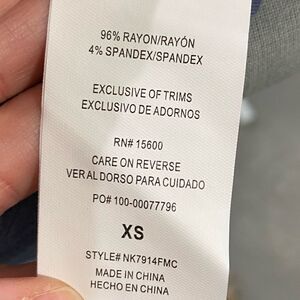 96% RAYON/RAYÓN
4% SPANDEX/SPANDEX
EXCLUSIVE OF TRIMS
EXCLUSIVO DE ADORNOS
RN# 15600
CARE ON REVERSE
VER AL DORSO PARA CUIDADO
PO# 100-00077796
XS
STYLE# NK7914FMC
MADE IN CHINA
HECHO EN CHINA